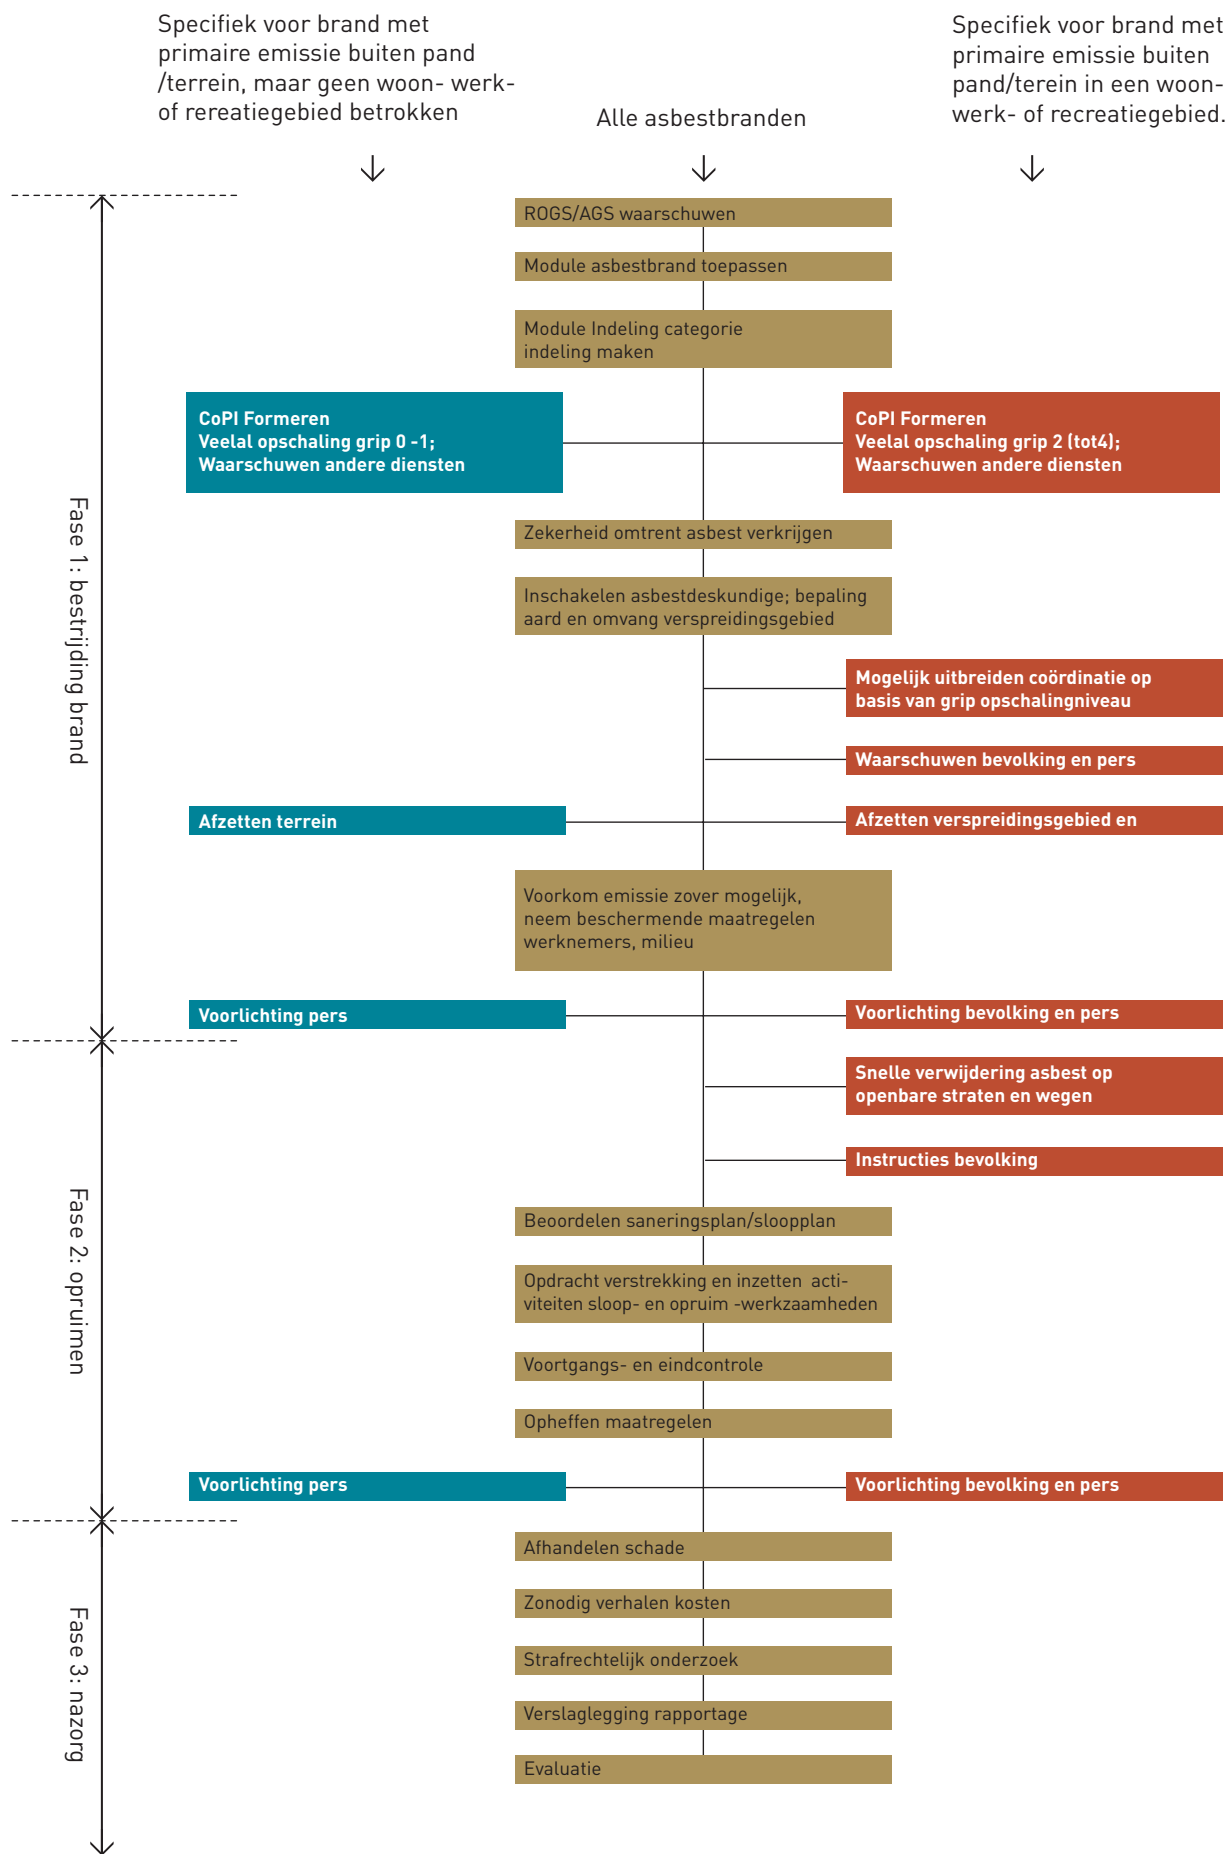 Specifiek voor brand met
primaire emissie buiten pand
/terrein, maar geen woon- werk-
of rereatiegebied betrokken
Alle asbestbranden
Specifiek voor brand met
primaire emissie buiten
pand/terein in een woon-
werk- of recreatiegebied.
Fase 1: bestrijding brand
ROGS/AGS waarschuwen
Module asbestbrand toepassen
Module Indeling categorie
indeling maken
CoPI Formeren
Veelal opschaling grip 0 -1;
Waarschuwen andere diensten
CoPI Formeren
Veelal opschaling grip 2 (tot4);
Waarschuwen andere diensten
Zekerheid omtrent asbest verkrijgen
Inschakelen asbestdeskundige; bepaling
aard en omvang verspreidingsgebied
Mogelijk uitbreiden coördinatie op
basis van grip opschalingniveau
Waarschuwen bevolking en pers
Afzetten terrein
Afzetten verspreidingsgebied en
Voorkom emissie zover mogelijk,
neem beschermende maatregelen
werknemers, milieu
Voorlichting pers
Voorlichting bevolking en pers
Fase 2: opruimen
Snelle verwijdering asbest op
openbare straten en wegen
Instructies bevolking
Beoordelen saneringsplan/sloopplan
Opdracht verstrekking en inzetten acti-
viteiten sloop- en opruim -werkzaamheden
Voortgangs- en eindcontrole
Opheffen maatregelen
Voorlichting pers
Voorlichting bevolking en pers
Fase 3: nazorg
Afhandelen schade
Zonodig verhalen kosten
Strafrechtelijk onderzoek
Verslaglegging rapportage
Evaluatie